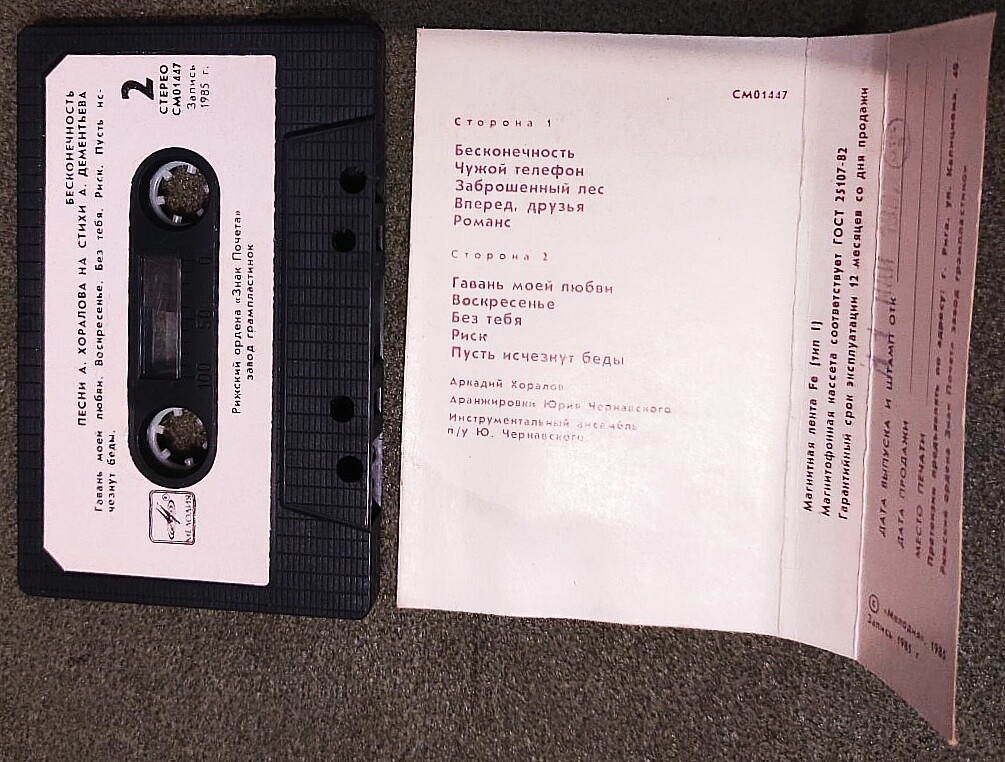 БЕСКОНЕЧНОСТЬ
ПЕСНИ А. ХОРАЛОВА НА СТИХИ А. ДЕМЕНТЬЕВА
Гавань моей любви. Воскресенье. Без тебя. Риск. Пусть ис-
чезнут беды.
2
СТЕРЕО
СМ01447
Запись
1985 г.
100 50 0
Рижский ордена «Знак Почета»
завод грампластинок
МЕЛОДИЯ
СМ01447
Сторона 1
Бесконечность
Чужой телефон
Заброшенный лес
Вперед, друзья
Романс
Сторона 2
Гавань моей любви
Воскресенье
Без тебя
Риск
Пусть исчезнут беды
Аркадий Хоралов
Аранжировки Юрия Чернавского
Инструментальный ансамбль
п/у Ю. Чернавского
Магнитная лента Fe (тип I)
Магнитофонная кассета соответствует ГОСТ 25107-82
Гарантийный срок эксплуатации 12 месяцев со дня продажи
ДАТА ВЫПУСКА И ШТАМП ОТК
ДАТА ПРОДАЖИ
МЕСТО ПЕЧАТИ
Претензии предъявлять по адресу: г. Рига, ул.
Рижский ордена Знак Почета завод грампластинок
© «Мелодия», 1985
Запись 1985 г